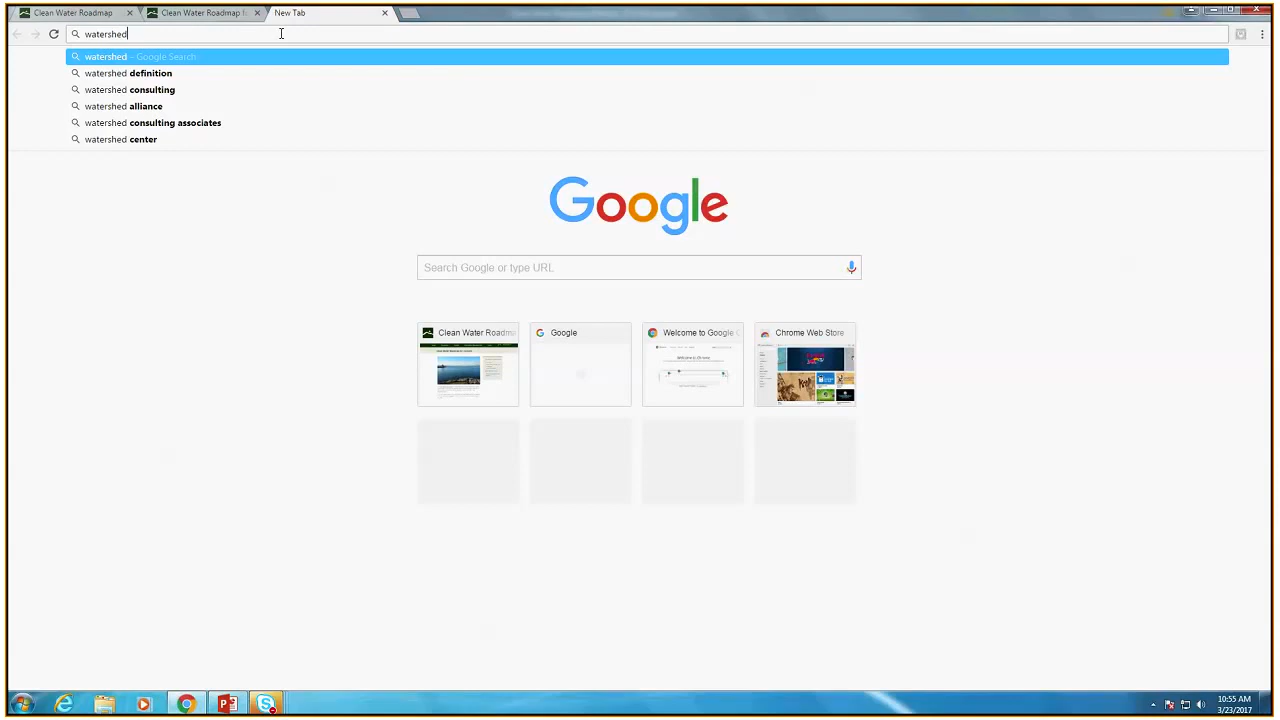 Clean Water Roadmap
Clean Water Roadmap f
New Tab
watershed
watershed - Google Search
watershed definition
watershed consulting
watershed alliance
watershed consulting associates
watershed center
Google
Search Google or type URL
Clean Water Roadma
Google
Welcome to Google C
Chrome Web Store
10:55 AM
3/23/2017